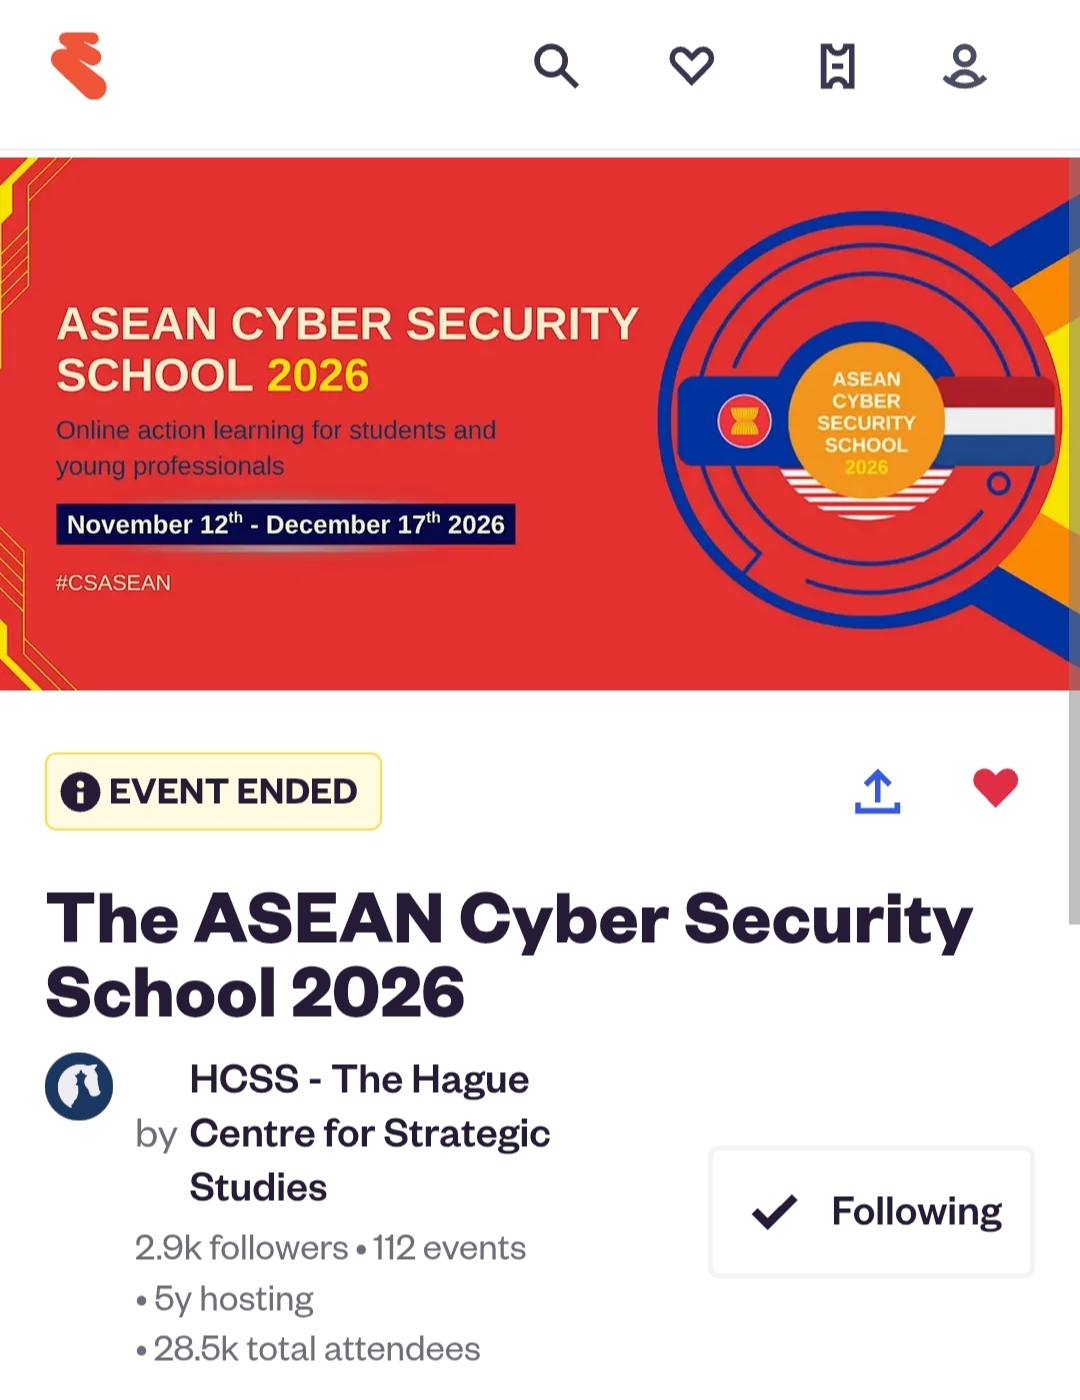 ASEAN CYBER SECURITY
SCHOOL 2026
Online action learning for students and
young professionals
November 12th - December 17th 2026
#CSASEAN
ASEAN
CYBER
SECURITY
SCHOOL
2026
EVENT ENDED
The ASEAN Cyber Security
School 2026
HCSS - The Hague
by Centre for Strategic
Studies
2.9k followers • 112 events
• 5y hosting
• 28.5k total attendees
Following